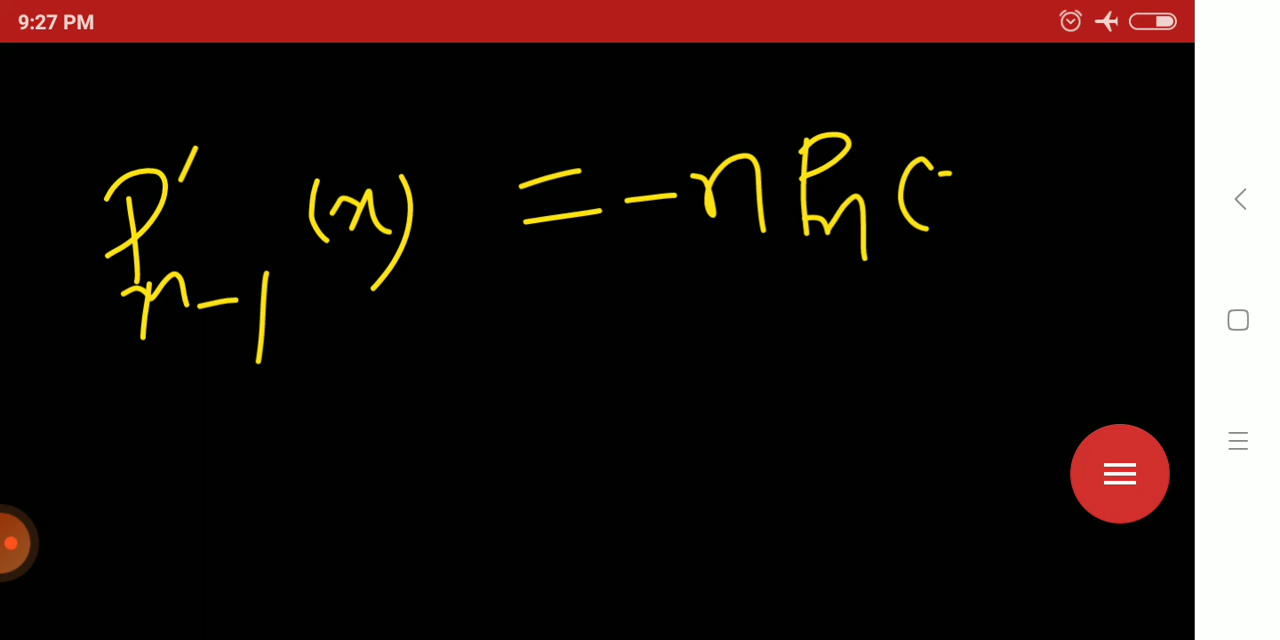 9:27 PM
P'ₙ₋₁ (x) = -n Pₙ (